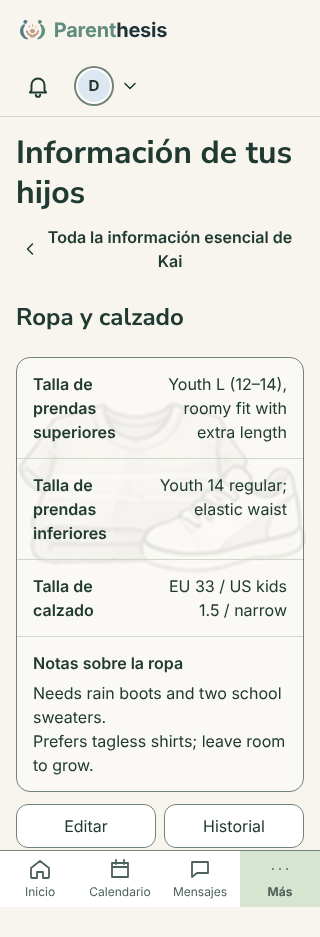 Parenthesis
D
Información de tus
hijos
Toda la información esencial de
Kai
Ropa y calzado
Talla de
prendas
superiores
Youth L (12–14),
roomy fit with
extra length
Talla de
prendas
inferiores
Youth 14 regular;
elastic waist
Talla de
calzado
EU 33 / US kids
1.5 / narrow
Notas sobre la ropa
Needs rain boots and two school
sweaters.
Prefers tagless shirts; leave room
to grow.
Editar
Historial
Inicio
Calendario
Mensajes
Más